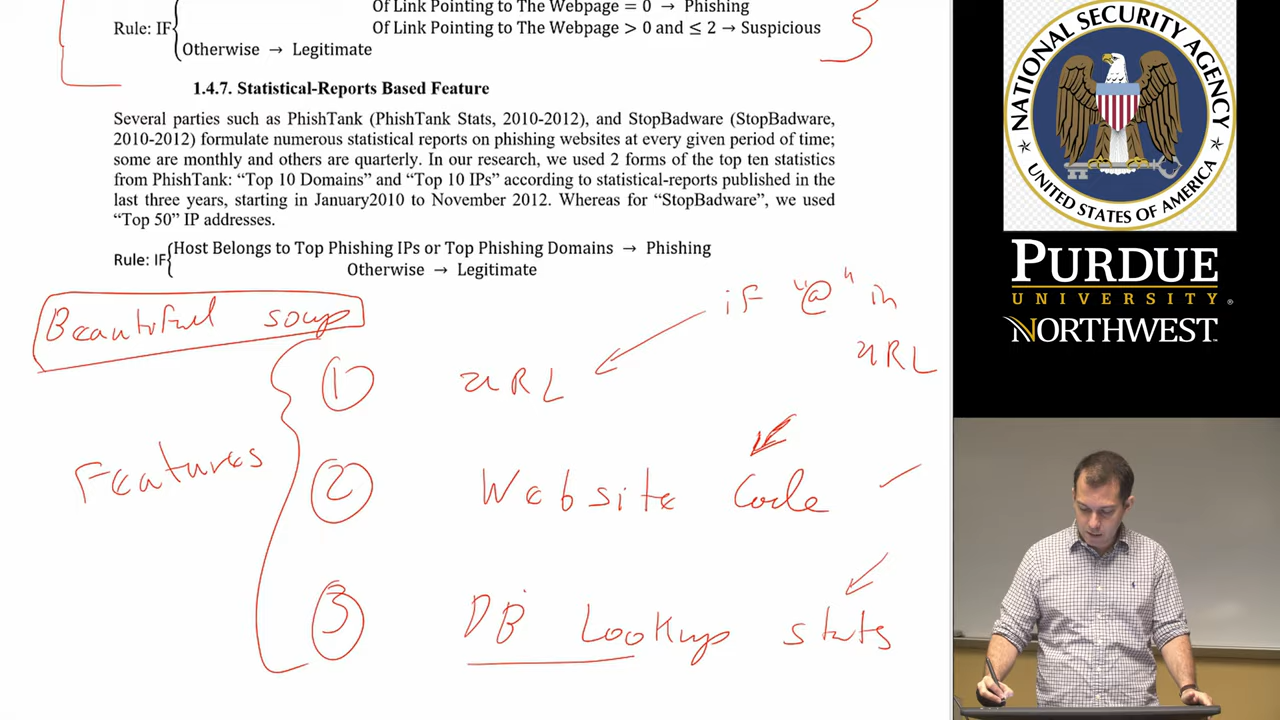 Of Link Pointing to The Webpage = 0 → Phishing
Rule: IF{ Of Link Pointing to The Webpage > 0 and ≤ 2 → Suspicious
Otherwise → Legitimate
1.4.7. Statistical-Reports Based Feature
Several parties such as PhishTank (PhishTank Stats, 2010-2012), and StopBadware (StopBadware,
2010-2012) formulate numerous statistical reports on phishing websites at every given period of time;
some are monthly and others are quarterly. In our research, we used 2 forms of the top ten statistics
from PhishTank: “Top 10 Domains” and “Top 10 IPs” according to statistical-reports published in the
last three years, starting in January2010 to November 2012. Whereas for “StopBadware”, we used
“Top 50” IP addresses.
Rule: IF{Host Belongs to Top Phishing IPs or Top Phishing Domains → Phishing
Otherwise → Legitimate
Beautiful soup
if "@" in
URL
① URL
Features
② Website Code
③ DB Lookup stats
NATIONAL SECURITY AGENCY
UNITED STATES OF AMERICA
PURDUE
UNIVERSITY®
NORTHWEST™